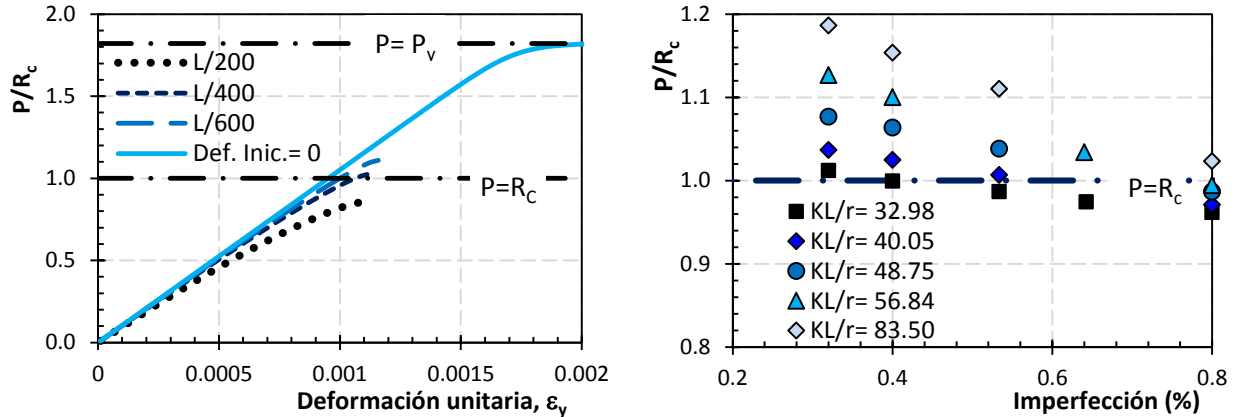 2.0
1.5
1.0
0.5
0.0
P/Rc
P= Pv
L/200
L/400
L/600
Def. Inic.= 0
P=RC
0
0.0005
0.001
0.0015
0.002
Deformación unitaria, εy
1.2
1.1
1.0
0.9
0.8
P/Rc
P=Rc
KL/r= 32.98
KL/r= 40.05
KL/r= 48.75
KL/r= 56.84
KL/r= 83.50
0.2
0.4
0.6
0.8
Imperfección (%)